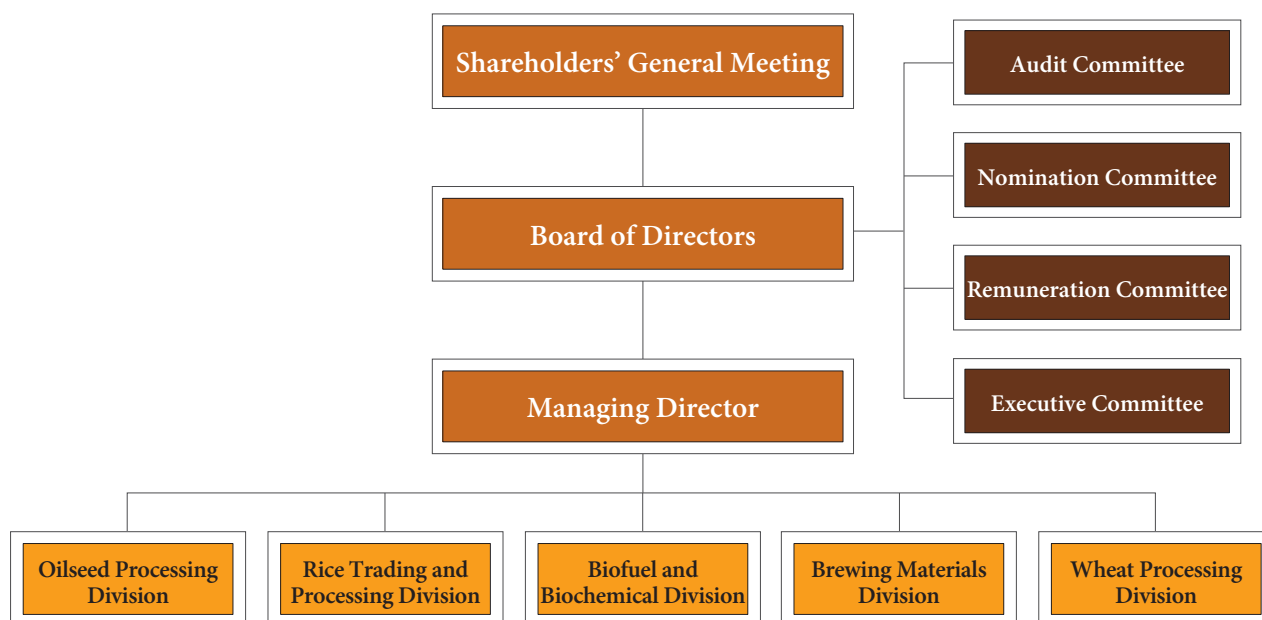 Shareholders’ General Meeting
Board of Directors
Managing Director
Audit Committee
Nomination Committee
Remuneration Committee
Executive Committee
Oilseed Processing
Division
Rice Trading and
Processing Division
Biofuel and
Biochemical Division
Brewing Materials
Division
Wheat Processing
Division